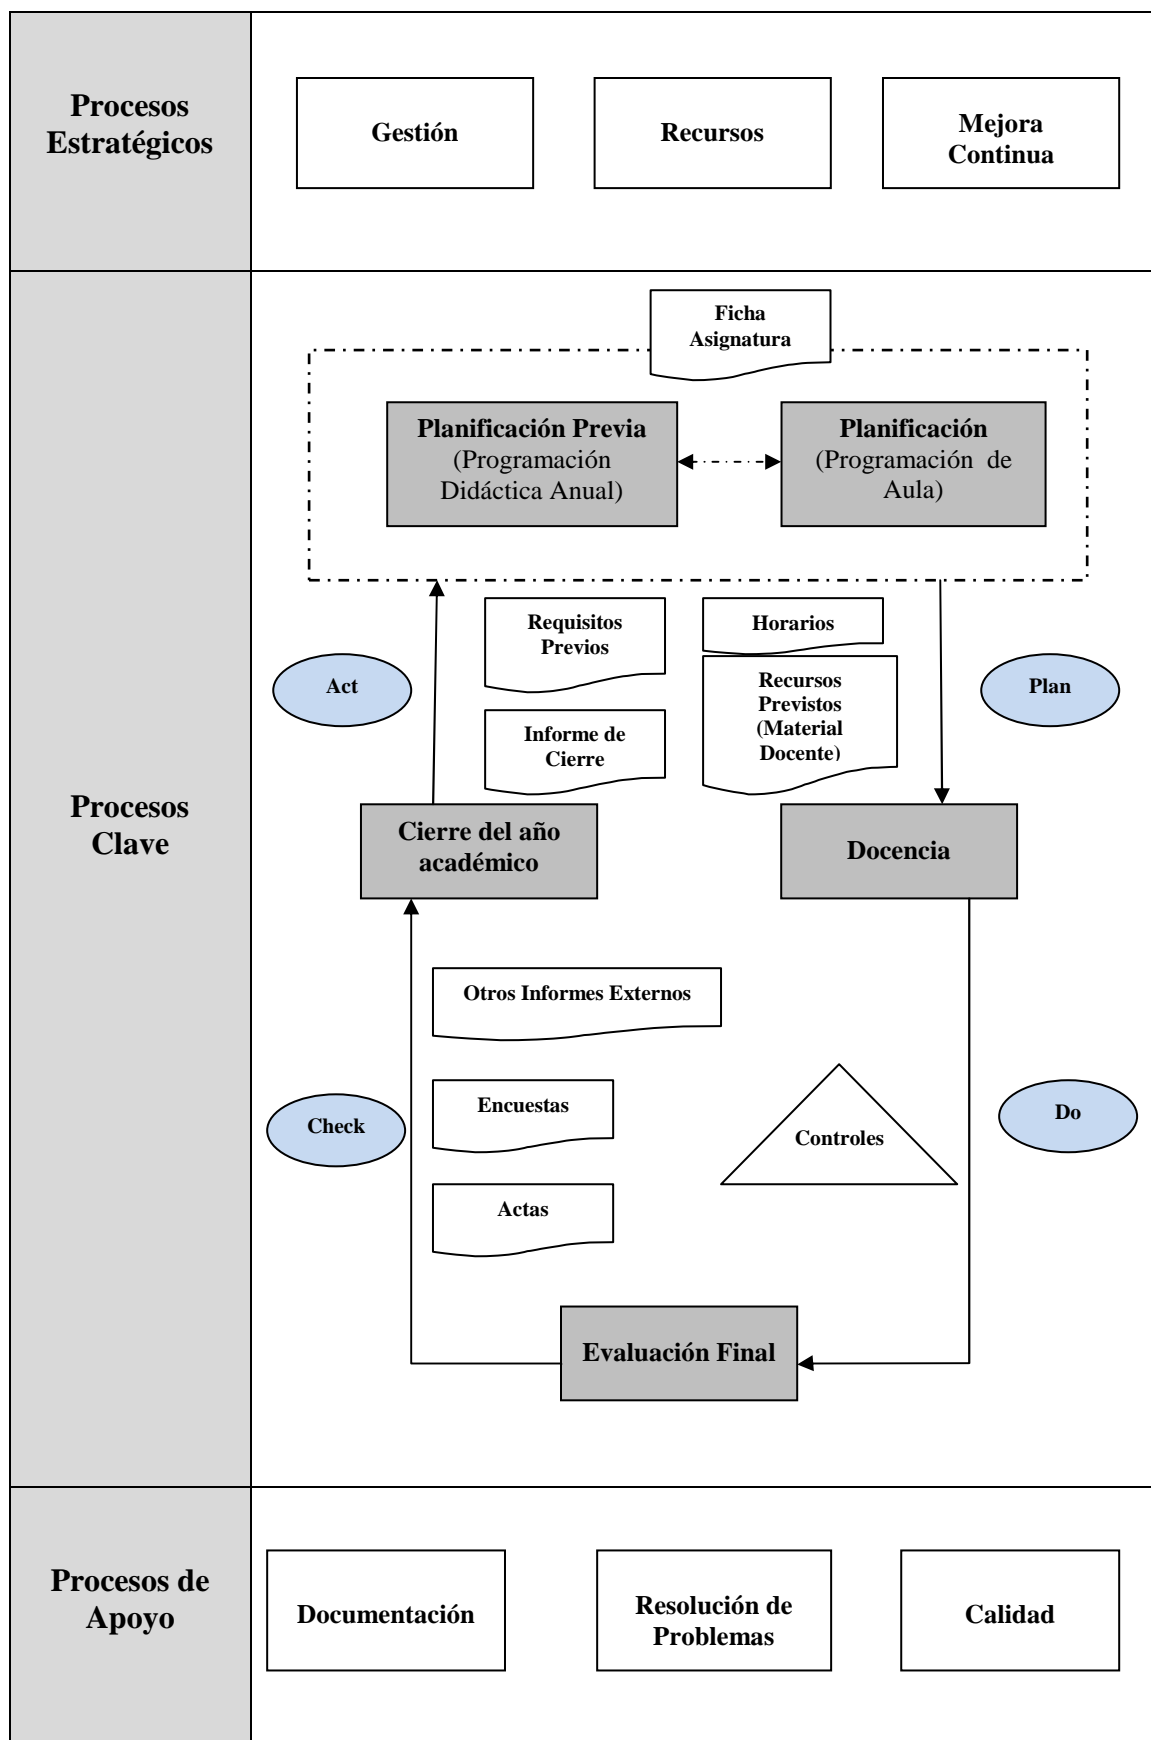 Procesos
Estratégicos
Gestión
Recursos
Mejora
Continua
Procesos
Clave
Ficha
Asignatura
Planificación Previa
(Programación
Didáctica Anual)
Planificación
(Programación de
Aula)
Requisitos
Previos
Horarios
Act
Recursos
Previstos
(Material
Docente)
Plan
Informe de
Cierre
Cierre del año
académico
Docencia
Otros Informes Externos
Check
Encuestas
Controles
Do
Actas
Evaluación Final
Procesos de
Apoyo
Documentación
Resolución de
Problemas
Calidad